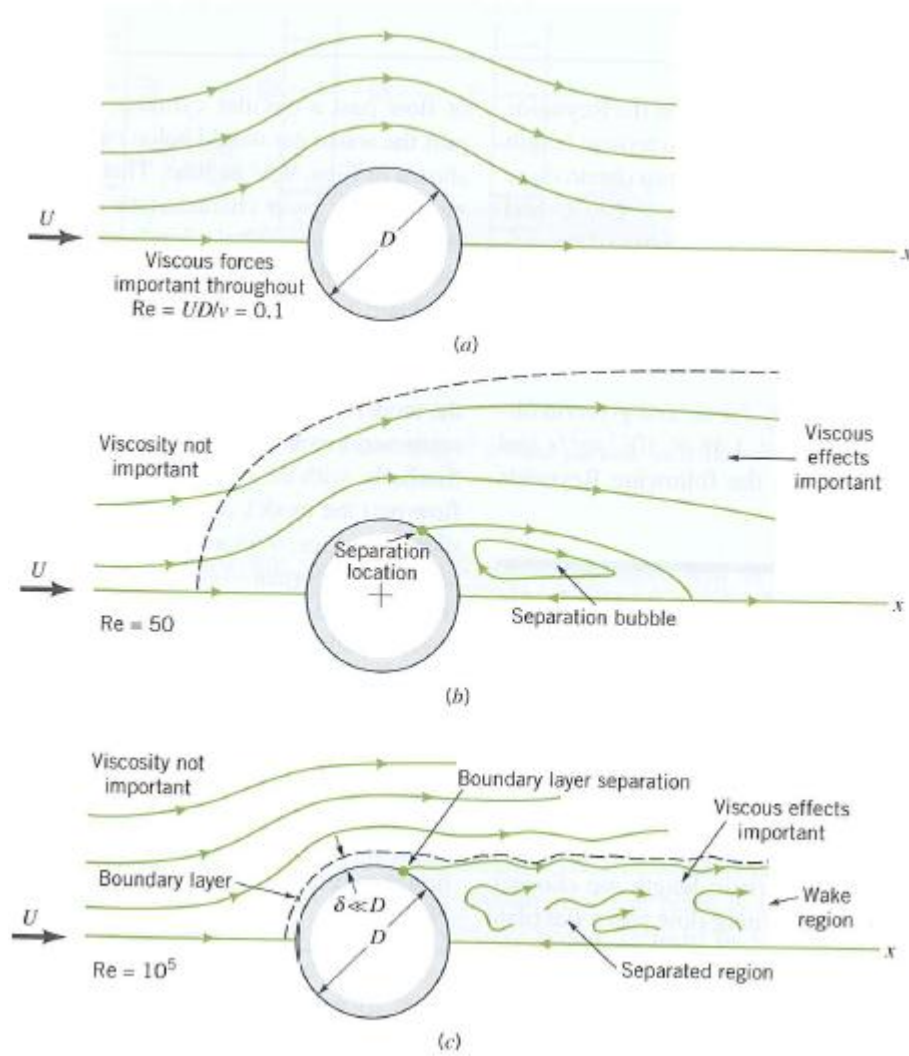 U
D
x
Viscous forces
important throughout
Re = UD/ν = 0.1
(a)
Viscosity not
important
Viscous
effects
important
Separation
location
U
Re = 50
Separation bubble
x
(b)
Viscosity not
important
Boundary layer separation
Viscous effects
important
Boundary layer
δ≪D
D
Wake
region
U
Re = 10⁵
Separated region
x
(c)